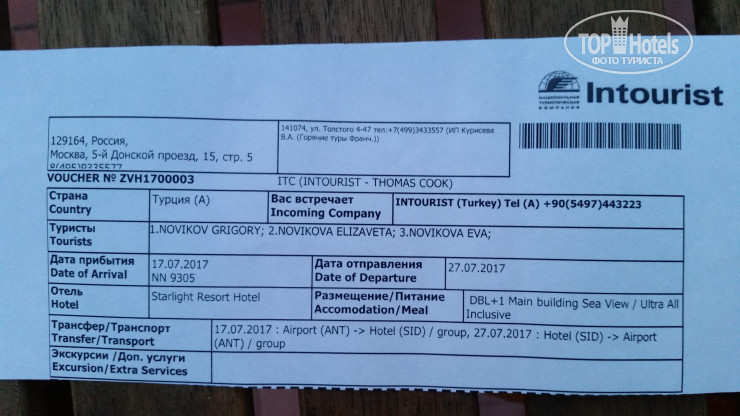 TOP Hotels
ФОТО ТУРИСТА
НАЦИОНАЛЬНАЯ
ТУРИСТИЧЕСКАЯ
КОМПАНИЯ
Intourist
129164, Россия,
Москва, 5-й Донской проезд, 15, стр. 5
141074, ул. Толстого 4-47 тел:+7(499)3433557 (ИП Курисева
В.А. (Горячие туры Франч.))
VOUCHER № ZVH1700003 ITC (INTOURIST - THOMAS COOK)
Страна
Country
Турция (А)
Вас встречает
Incoming Company
INTOURIST (Turkey) Tel (A) +90(5497)443223
Туристы
Tourists
1.NOVIKOV GRIGORY; 2.NOVIKOVA ELIZAVETA; 3.NOVIKOVA EVA;
Дата прибытия
Date of Arrival
17.07.2017
NN 9305
Дата отправления
Date of Departure
27.07.2017
Отель
Hotel
Starlight Resort Hotel
Размещение/Питание
Accomodation/Meal
DBL+1 Main building Sea View / Ultra All
Inclusive
Трансфер/Транспорт
Transfer/Transport
17.07.2017 : Airport (ANT) -> Hotel (SID) / group, 27.07.2017 : Hotel (SID) -> Airport
(ANT) / group
Экскурсии /Доп. услуги
Excursion/Extra Services